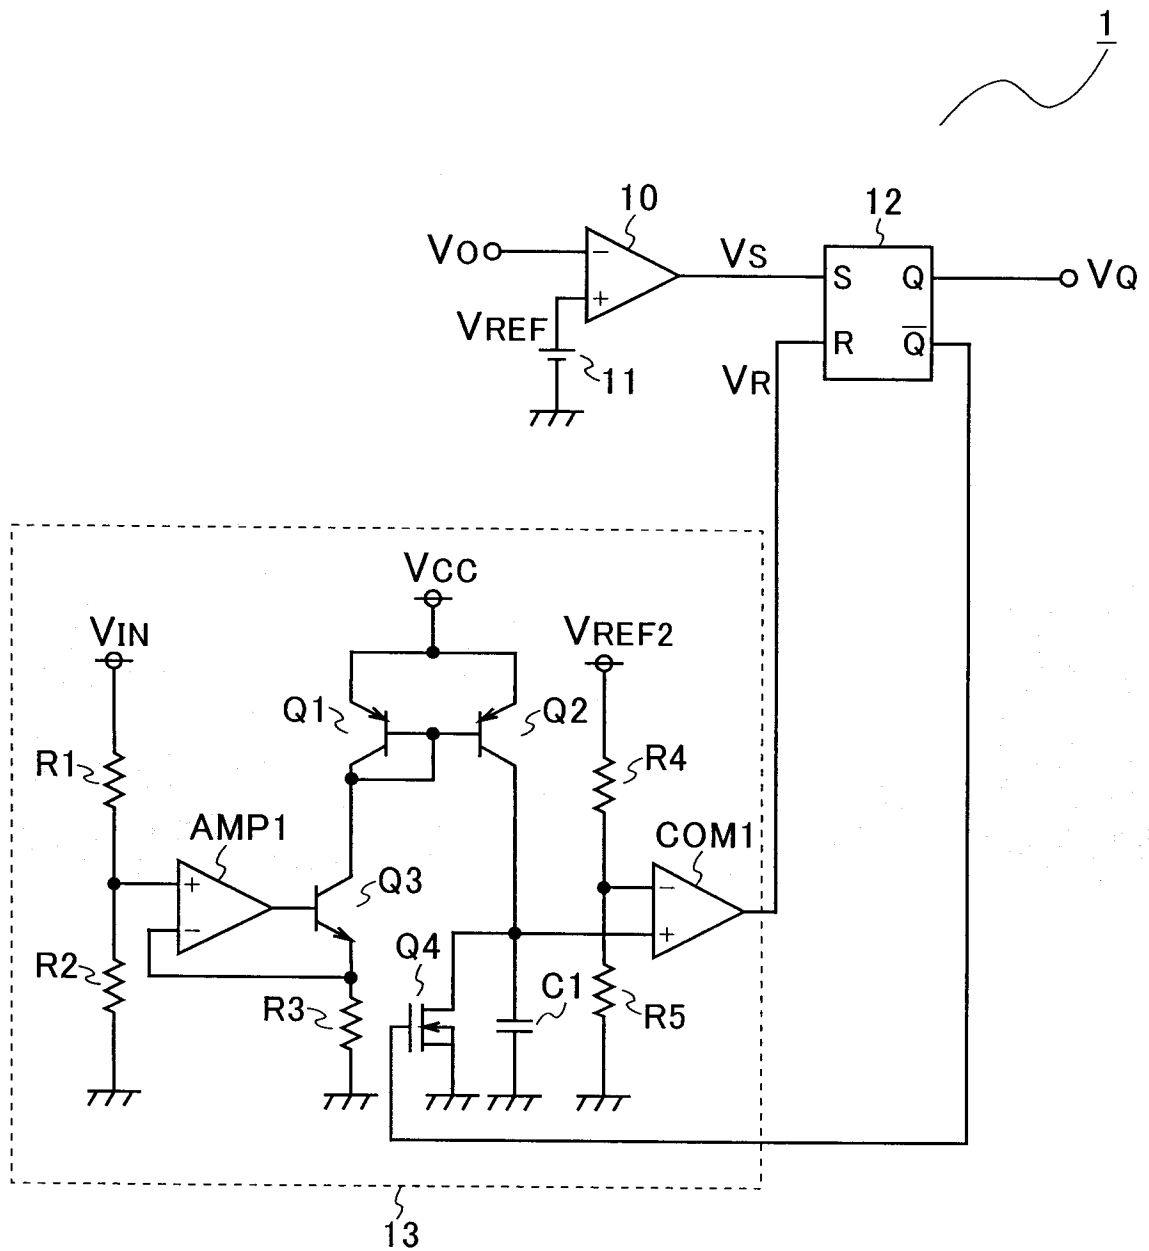 1
10
12
VO
−
+
VS
S
Q
R
Q̅
VQ
VREF
11
VR
VCC
VIN
VREF2
Q1
Q2
R1
R4
AMP1
COM1
+
−
Q3
−
+
R2
Q4
C1
R3
R5
13